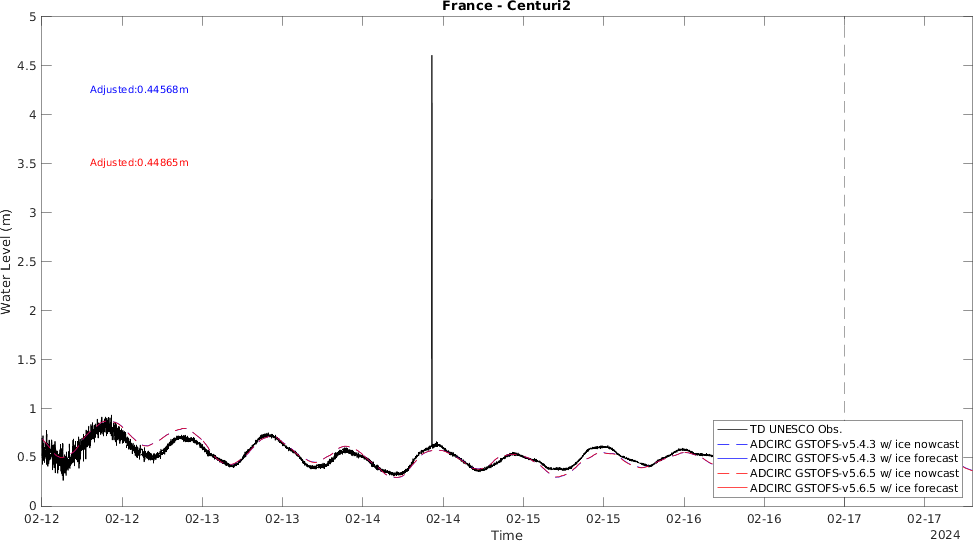 France - Centuri2
5
4.5
4
3.5
3
2.5
2
1.5
1
0.5
0
Water Level (m)
Adjusted:0.44568m
Adjusted:0.44865m
TD UNESCO Obs.
ADCIRC GSTOFS-v5.4.3 w/ ice nowcast
ADCIRC GSTOFS-v5.4.3 w/ ice forecast
ADCIRC GSTOFS-v5.6.5 w/ ice nowcast
ADCIRC GSTOFS-v5.6.5 w/ ice forecast
02-12 02-12 02-13 02-13 02-14 02-14 02-15 02-15 02-16 02-16 02-17 02-17
Time
2024